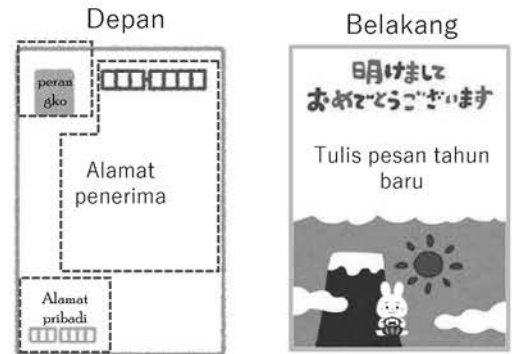 Depan
peran
gko
Alamat
penerima
Alamat
pribadi
Belakang
明けまして
おめでとうございます
Tulis pesan tahun
baru